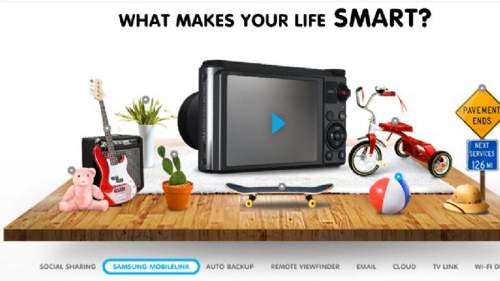 WHAT MAKES YOUR LIFE SMART?
PAVEMENT
ENDS
NEXT
SERVICES
126 MI
SOCIAL SHARING SAMSUNG MOBILELINK AUTO BACKUP REMOTE VIEWFINDER EMAIL CLOUD TV LINK WI-FI